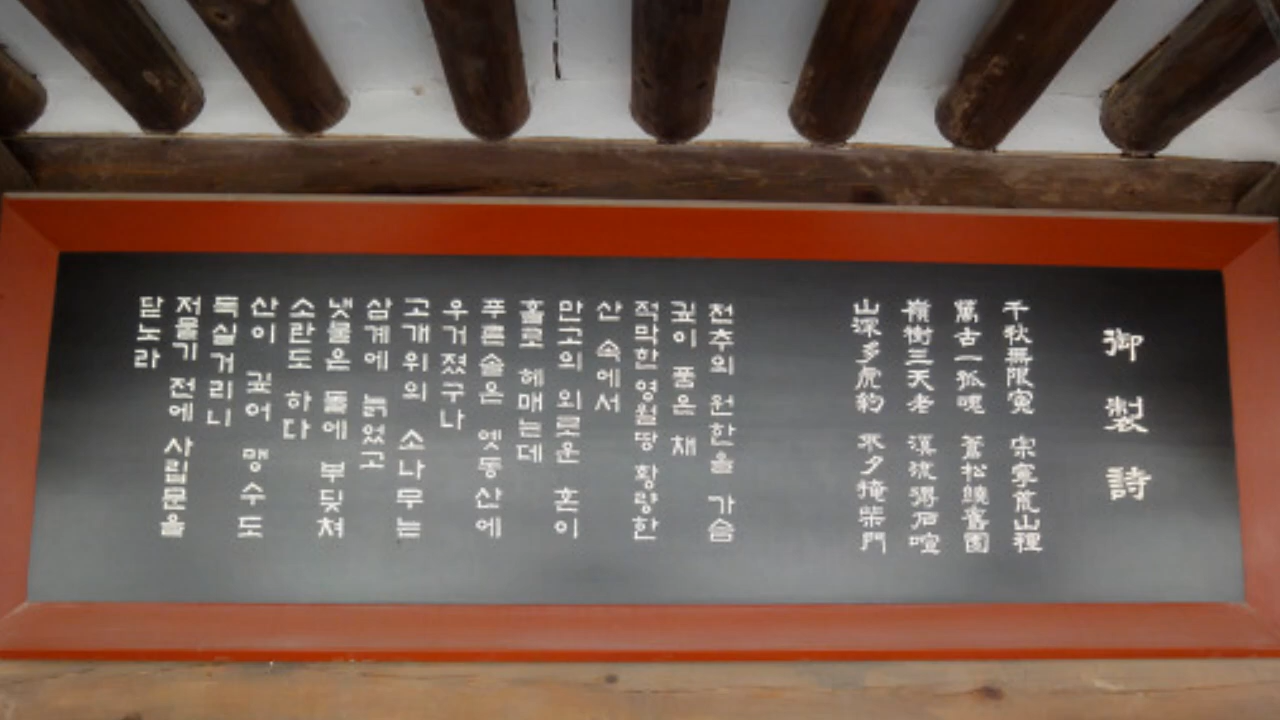 御製詩
千秋無限寃 寂寧荒山裡
萬古一孤魂 蒼松繞舊園
嶺樹三天老 溪流得石喧
山深多虎豹 不夕掩柴門
천추의 원한을 가슴
깊이 품은 채
적막한 영월땅 황량한
산 속에서
만고의 외로운 혼이
홀로 헤매는데
푸른솔은 옛동산에
우거졌구나
고개위의 소나무는
삼계에 늙었고
냇물은 돌에 부딪쳐
소란도 하다
산이 깊어 맹수도
득실거리니
저물기 전에 사립문을
닫노라